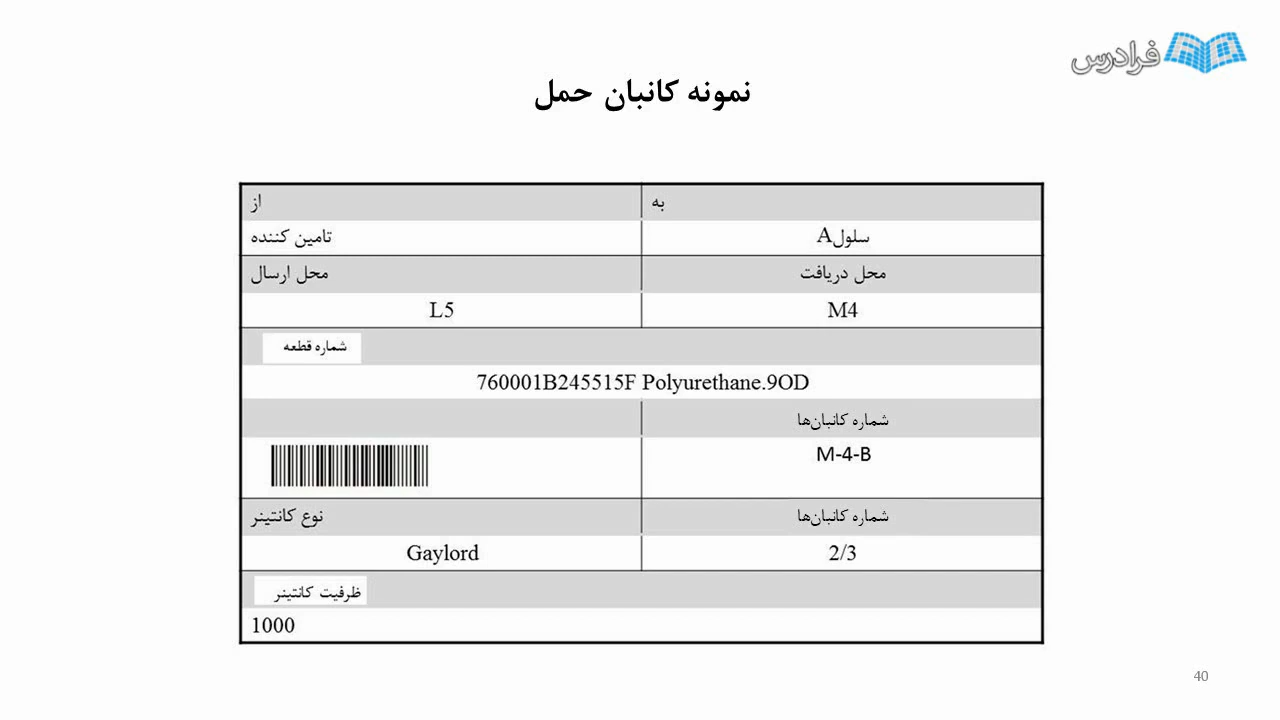 فرادرس
نمونه کانبان حمل
از
به
تامین کننده
سلولA
محل ارسال
محل دریافت
L5
M4
شماره قطعه
760001B245515F Polyurethane.9OD
شماره کانبان‌ها
M-4-B
نوع کانتینر
شماره کانبان‌ها
Gaylord
2/3
ظرفیت کانتینر
1000
40